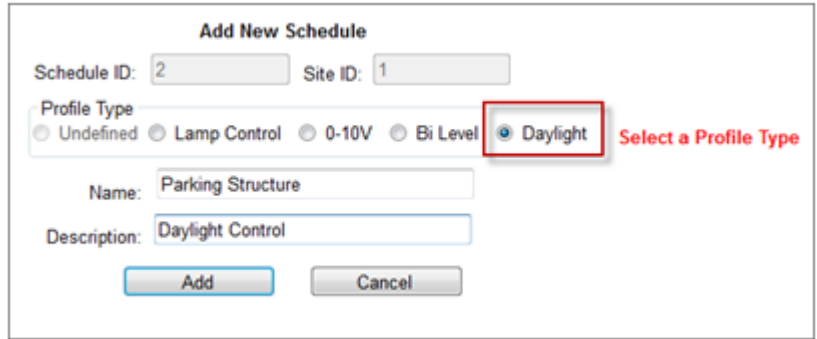 Add New Schedule
Schedule ID: 2 Site ID: 1
Profile Type
Undefined Lamp Control 0-10V Bi Level Daylight Select a Profile Type
Name: Parking Structure
Description: Daylight Control
Add Cancel